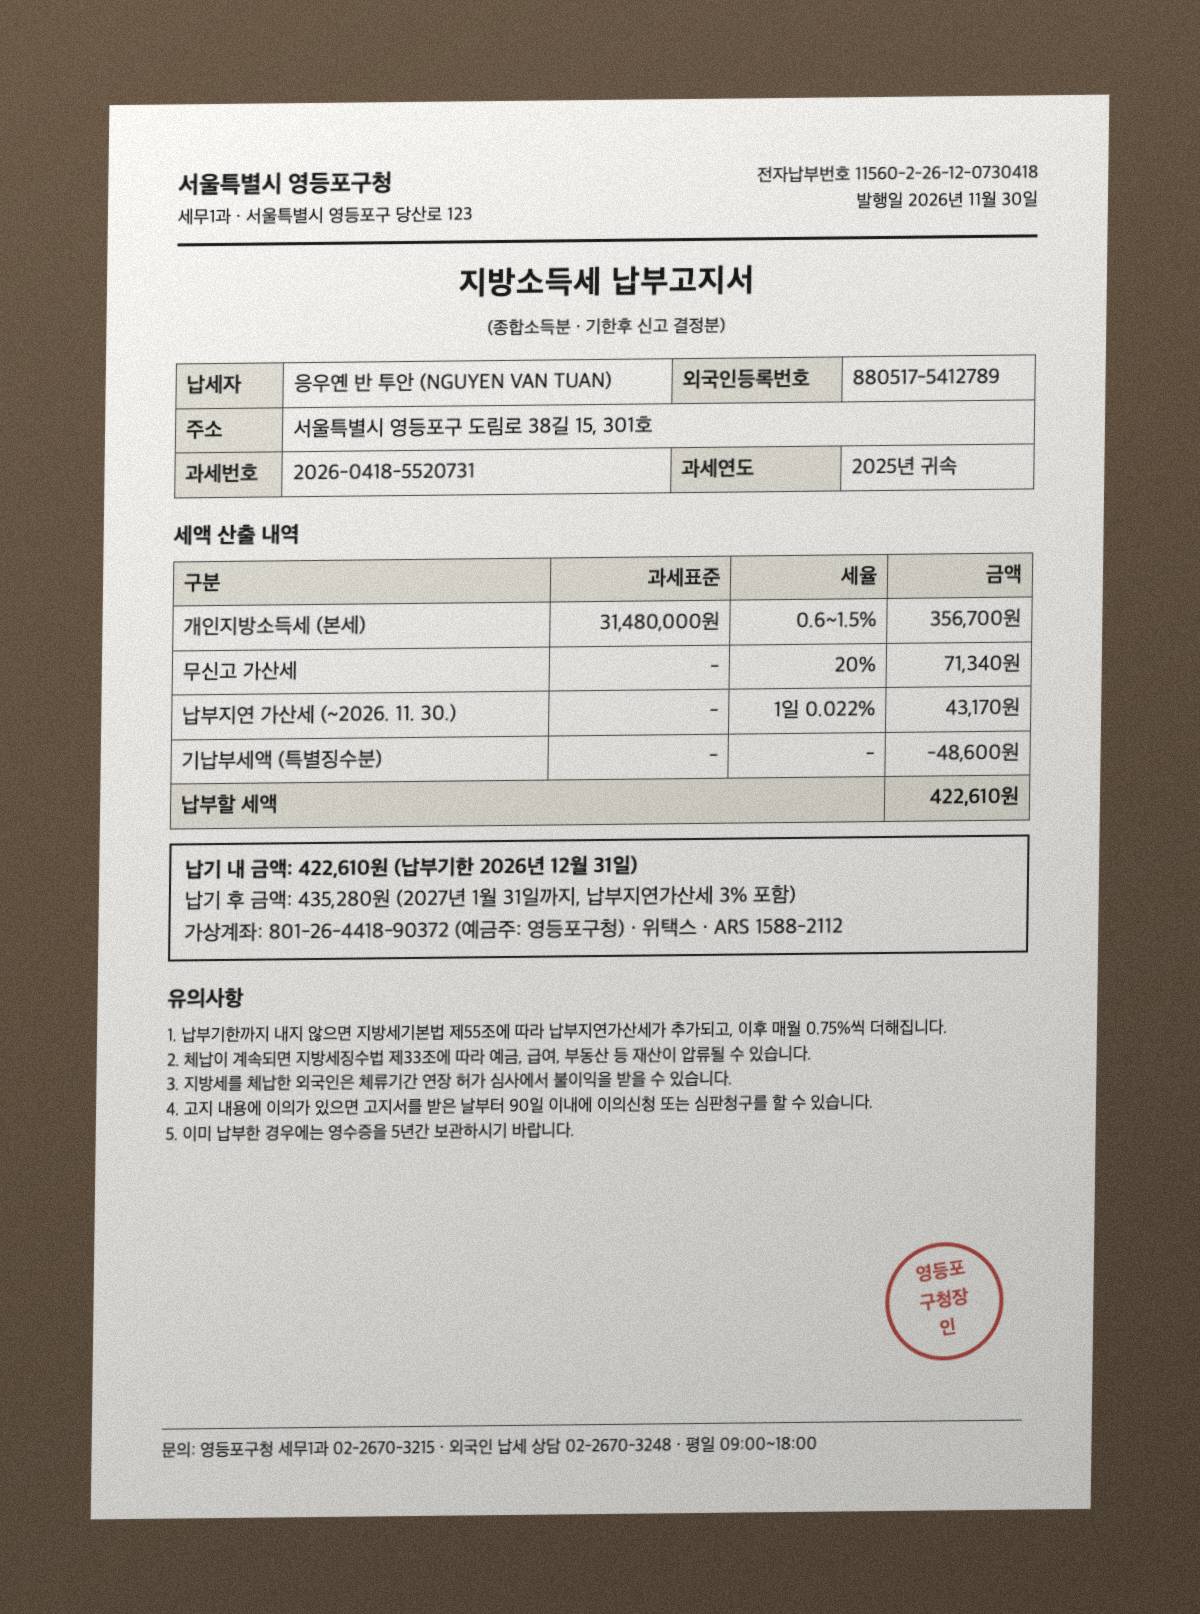 서울특별시 영등포구청
전자납부번호 11560-2-26-12-0730418
세무1과 · 서울특별시 영등포구 당산로 123
발행일 2026년 11월 30일
지방소득세 납부고지서
(종합소득분 · 기한후 신고 결정분)
납세자 응우옌 반 투안 (NGUYEN VAN TUAN) 외국인등록번호 880517-5412789
주소 서울특별시 영등포구 도림로 38길 15, 301호
과세번호 2026-0418-5520731 과세연도 2025년 귀속
세액 산출 내역
구분 과세표준 세율 금액
개인지방소득세 (본세) 31,480,000원 0.6~1.5% 356,700원
무신고 가산세 - 20% 71,340원
납부지연 가산세 (~2026. 11. 30.) - 1일 0.022% 43,170원
기납부세액 (특별징수분) - - -48,600원
납부할 세액 422,610원
납기 내 금액: 422,610원 (납부기한 2026년 12월 31일)
납기 후 금액: 435,280원 (2027년 1월 31일까지, 납부지연가산세 3% 포함)
가상계좌: 801-26-4418-90372 (예금주: 영등포구청) · 위택스 · ARS 1588-2112
유의사항
1. 납부기한까지 내지 않으면 지방세기본법 제55조에 따라 납부지연가산세가 추가되고, 이후 매월 0.75%씩 더해집니다.
2. 체납이 계속되면 지방세징수법 제33조에 따라 예금, 급여, 부동산 등 재산이 압류될 수 있습니다.
3. 지방세를 체납한 외국인은 체류기간 연장 허가 심사에서 불이익을 받을 수 있습니다.
4. 고지 내용에 이의가 있으면 고지서를 받은 날부터 90일 이내에 이의신청 또는 심판청구를 할 수 있습니다.
5. 이미 납부한 경우에는 영수증을 5년간 보관하시기 바랍니다.
영등포
구청장
인
문의: 영등포구청 세무1과 02-2670-3215 · 외국인 납세 상담 02-2670-3248 · 평일 09:00~18:00